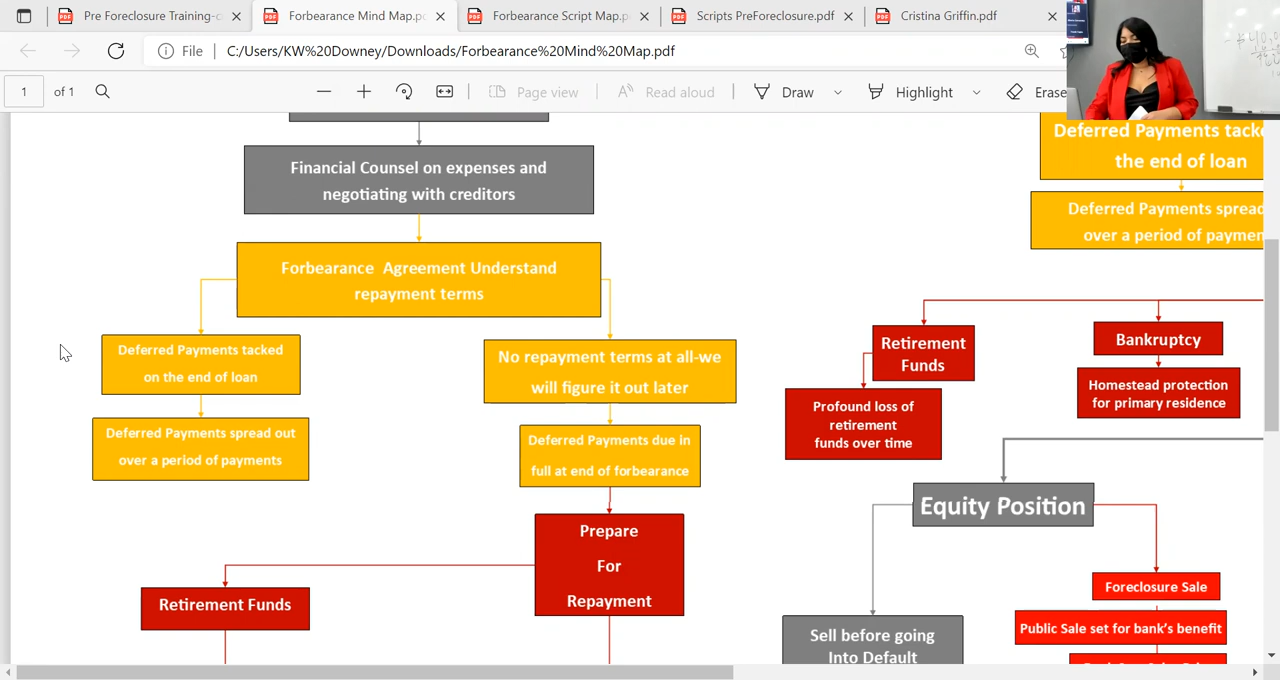 Pre Foreclosure Training-c
Forbearance Mind Map.pd
Forbearance Script Map.p
Scripts PreForeclosure.pdf
Cristina Griffin.pdf
File
C:/Users/KW%20Downey/Downloads/Forbearance%20Mind%20Map.pdf
1
of 1
Page view
Read aloud
Draw
Highlight
Erase
Financial Counsel on expenses and
negotiating with creditors
Forbearance Agreement Understand
repayment terms
Deferred Payments tacked
on the end of loan
Deferred Payments spread out
over a period of payments
No repayment terms at all-we
will figure it out later
Deferred Payments due in
full at end of forbearance
Prepare
For
Repayment
Retirement Funds
Deferred Payments tacke
the end of loan
Deferred Payments spread
over a period of paymen
Retirement
Funds
Profound loss of
retirement
funds over time
Bankruptcy
Homestead protection
for primary residence
Equity Position
Sell before going
Into Default
Foreclosure Sale
Public Sale set for bank's benefit